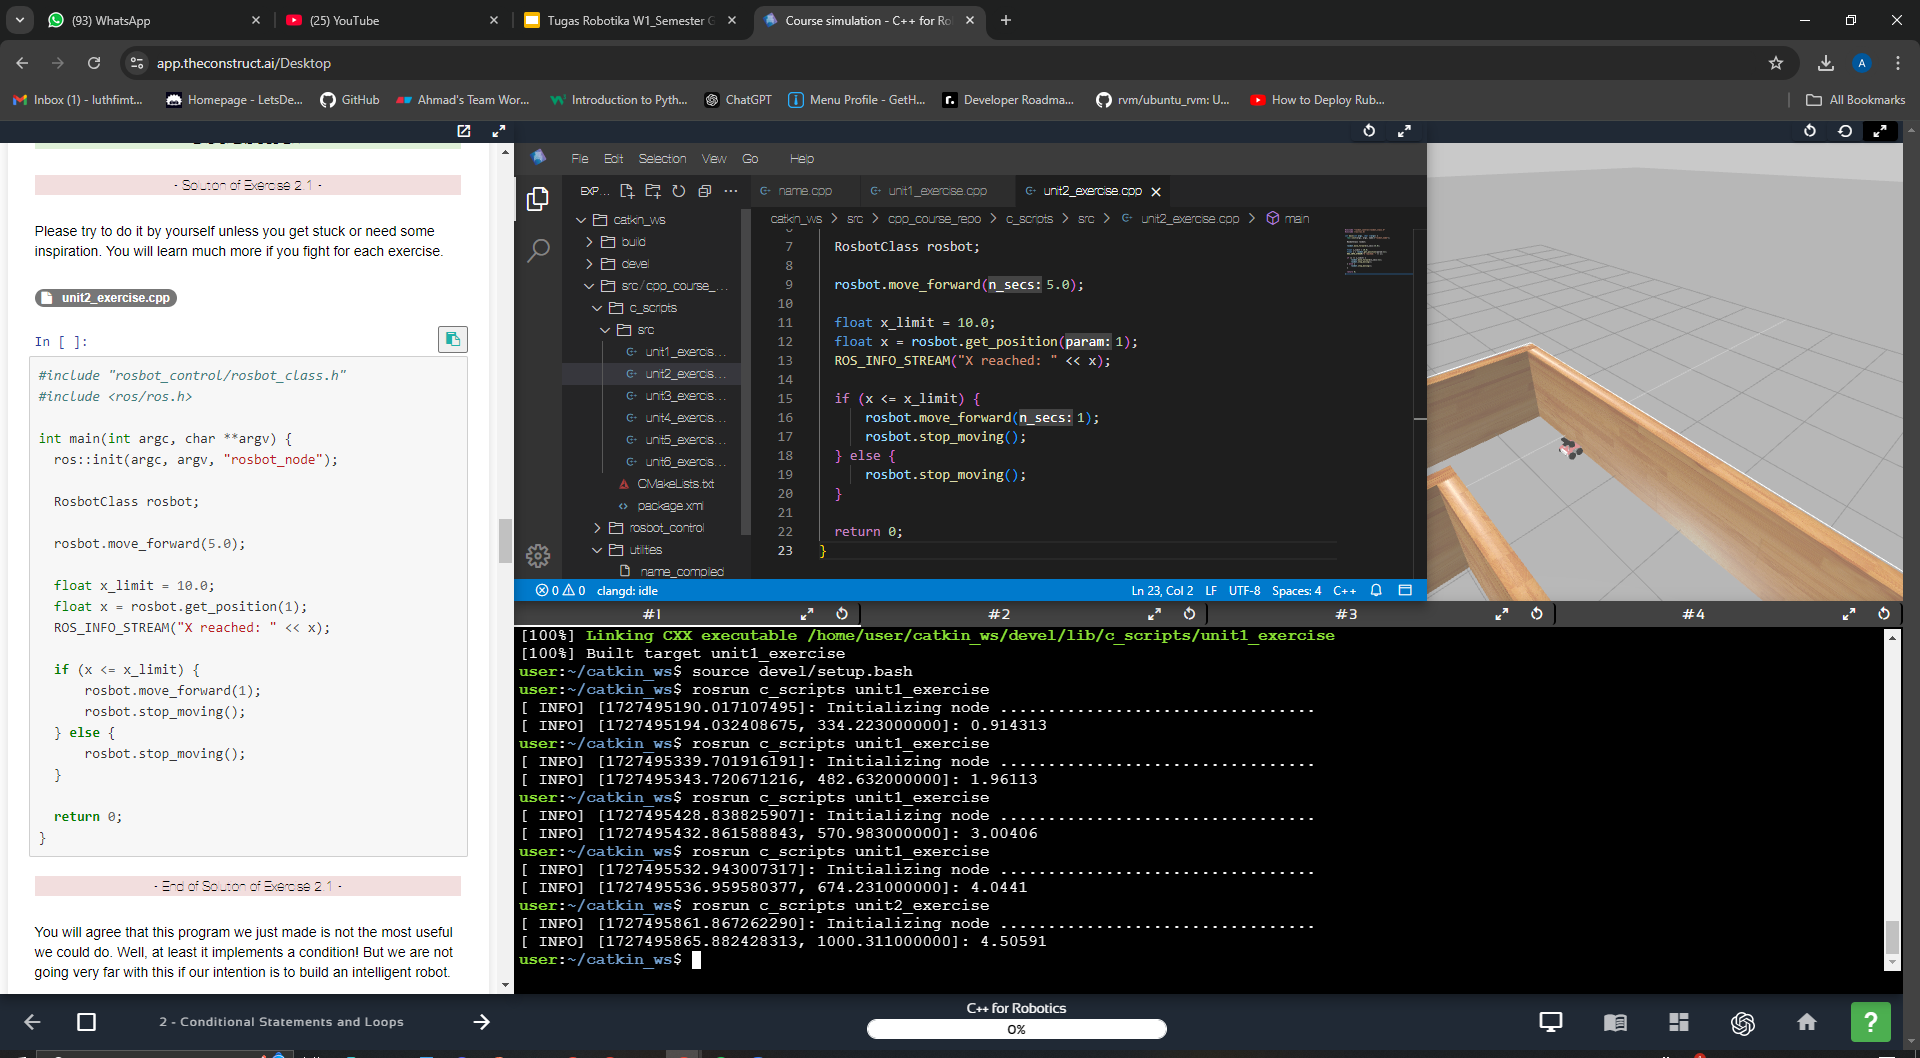 (93) WhatsApp
(25) YouTube
Tugas Robotika W1_Semester G
Course simulation - C++ for Ro
app.theconstruct.ai/Desktop
A
Inbox (1) - luthfimt...
Homepage - LetsDe...
GitHub
Ahmad's Team Wor...
Introduction to Pyth...
ChatGPT
Menu Profile - GetH...
Developer Roadma...
rvm/ubuntu_rvm: U...
How to Deploy Rub...
All Bookmarks
- Solution of Exercise 2.1 -
Please try to do it by yourself unless you get stuck or need some
inspiration. You will learn much more if you fight for each exercise.
unit2_exercise.cpp
In [ ]:
#include "rosbot_control/rosbot_class.h"
#include <ros/ros.h>
int main(int argc, char **argv) {
ros::init(argc, argv, "rosbot_node");
RosbotClass rosbot;
rosbot.move_forward(5.0);
float x_limit = 10.0;
float x = rosbot.get_position(1);
ROS_INFO_STREAM("X reached: " << x);
if (x <= x_limit) {
rosbot.move_forward(1);
rosbot.stop_moving();
} else {
rosbot.stop_moving();
}
return 0;
}
- End of Solution of Exercise 2.1 -
You will agree that this program we just made is not the most useful
we could do. Well, at least it implements a condition! But we are not
going very far with this if our intention is to build an intelligent robot.
File Edit Selection View Go Help
EXP...
catkin_ws
build
devel
src/cpp_course_...
c_scripts
src
unit1_exercis...
unit2_exercis...
unit3_exercis...
unit4_exercis...
unit5_exercis...
unit6_exercis...
CMakeLists.txt
package.xml
rosbot_control
utilities
name_compiled
name.cpp
unit1_exercise.cpp
unit2_exercise.cpp
catkin_ws > src > cpp_course_repo > c_scripts > src > unit2_exercise.cpp > main
7 RosbotClass rosbot;
8
9 rosbot.move_forward(n_secs: 5.0);
10
11 float x_limit = 10.0;
12 float x = rosbot.get_position(param: 1);
13 ROS_INFO_STREAM("X reached: " << x);
14
15 if (x <= x_limit) {
16 rosbot.move_forward(n_secs: 1);
17 rosbot.stop_moving();
18 } else {
19 rosbot.stop_moving();
20 }
21
22 return 0;
23 }
0 0 clangd: idle
Ln 23, Col 2 LF UTF-8 Spaces: 4 C++
#1 #2 #3 #4
[100%] Linking CXX executable /home/user/catkin_ws/devel/lib/c_scripts/unit1_exercise
[100%] Built target unit1_exercise
user:~/catkin_ws$ source devel/setup.bash
user:~/catkin_ws$ rosrun c_scripts unit1_exercise
[ INFO] [1727495190.017107495]: Initializing node .................................
[ INFO] [1727495194.032408675, 334.223000000]: 0.914313
user:~/catkin_ws$ rosrun c_scripts unit1_exercise
[ INFO] [1727495339.701916191]: Initializing node .................................
[ INFO] [1727495343.720671216, 482.632000000]: 1.96113
user:~/catkin_ws$ rosrun c_scripts unit1_exercise
[ INFO] [1727495428.838825907]: Initializing node .................................
[ INFO] [1727495432.861588843, 570.983000000]: 3.00406
user:~/catkin_ws$ rosrun c_scripts unit1_exercise
[ INFO] [1727495532.943007317]: Initializing node .................................
[ INFO] [1727495536.959580377, 674.231000000]: 4.0441
user:~/catkin_ws$ rosrun c_scripts unit2_exercise
[ INFO] [1727495861.867262290]: Initializing node .................................
[ INFO] [1727495865.882428313, 1000.311000000]: 4.50591
user:~/catkin_ws$
2 - Conditional Statements and Loops
C++ for Robotics
0%
?